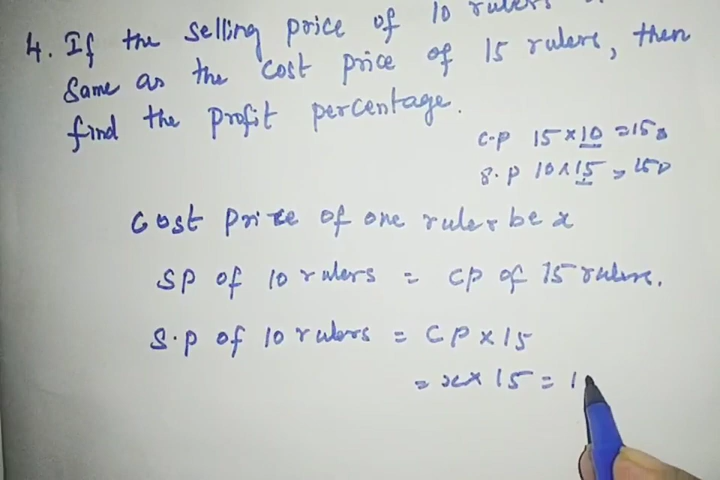 4. If the selling price of 10 rulers
same as the cost price of 15 rulers, then
find the profit percentage.
C.P 15 × 10 = 150
S.P 10 × 15 = 150
Cost price of one ruler be x
SP of 10 rulers = CP of 15 rulers.
S.P of 10 rulers = CP × 15
= x × 15 = 1